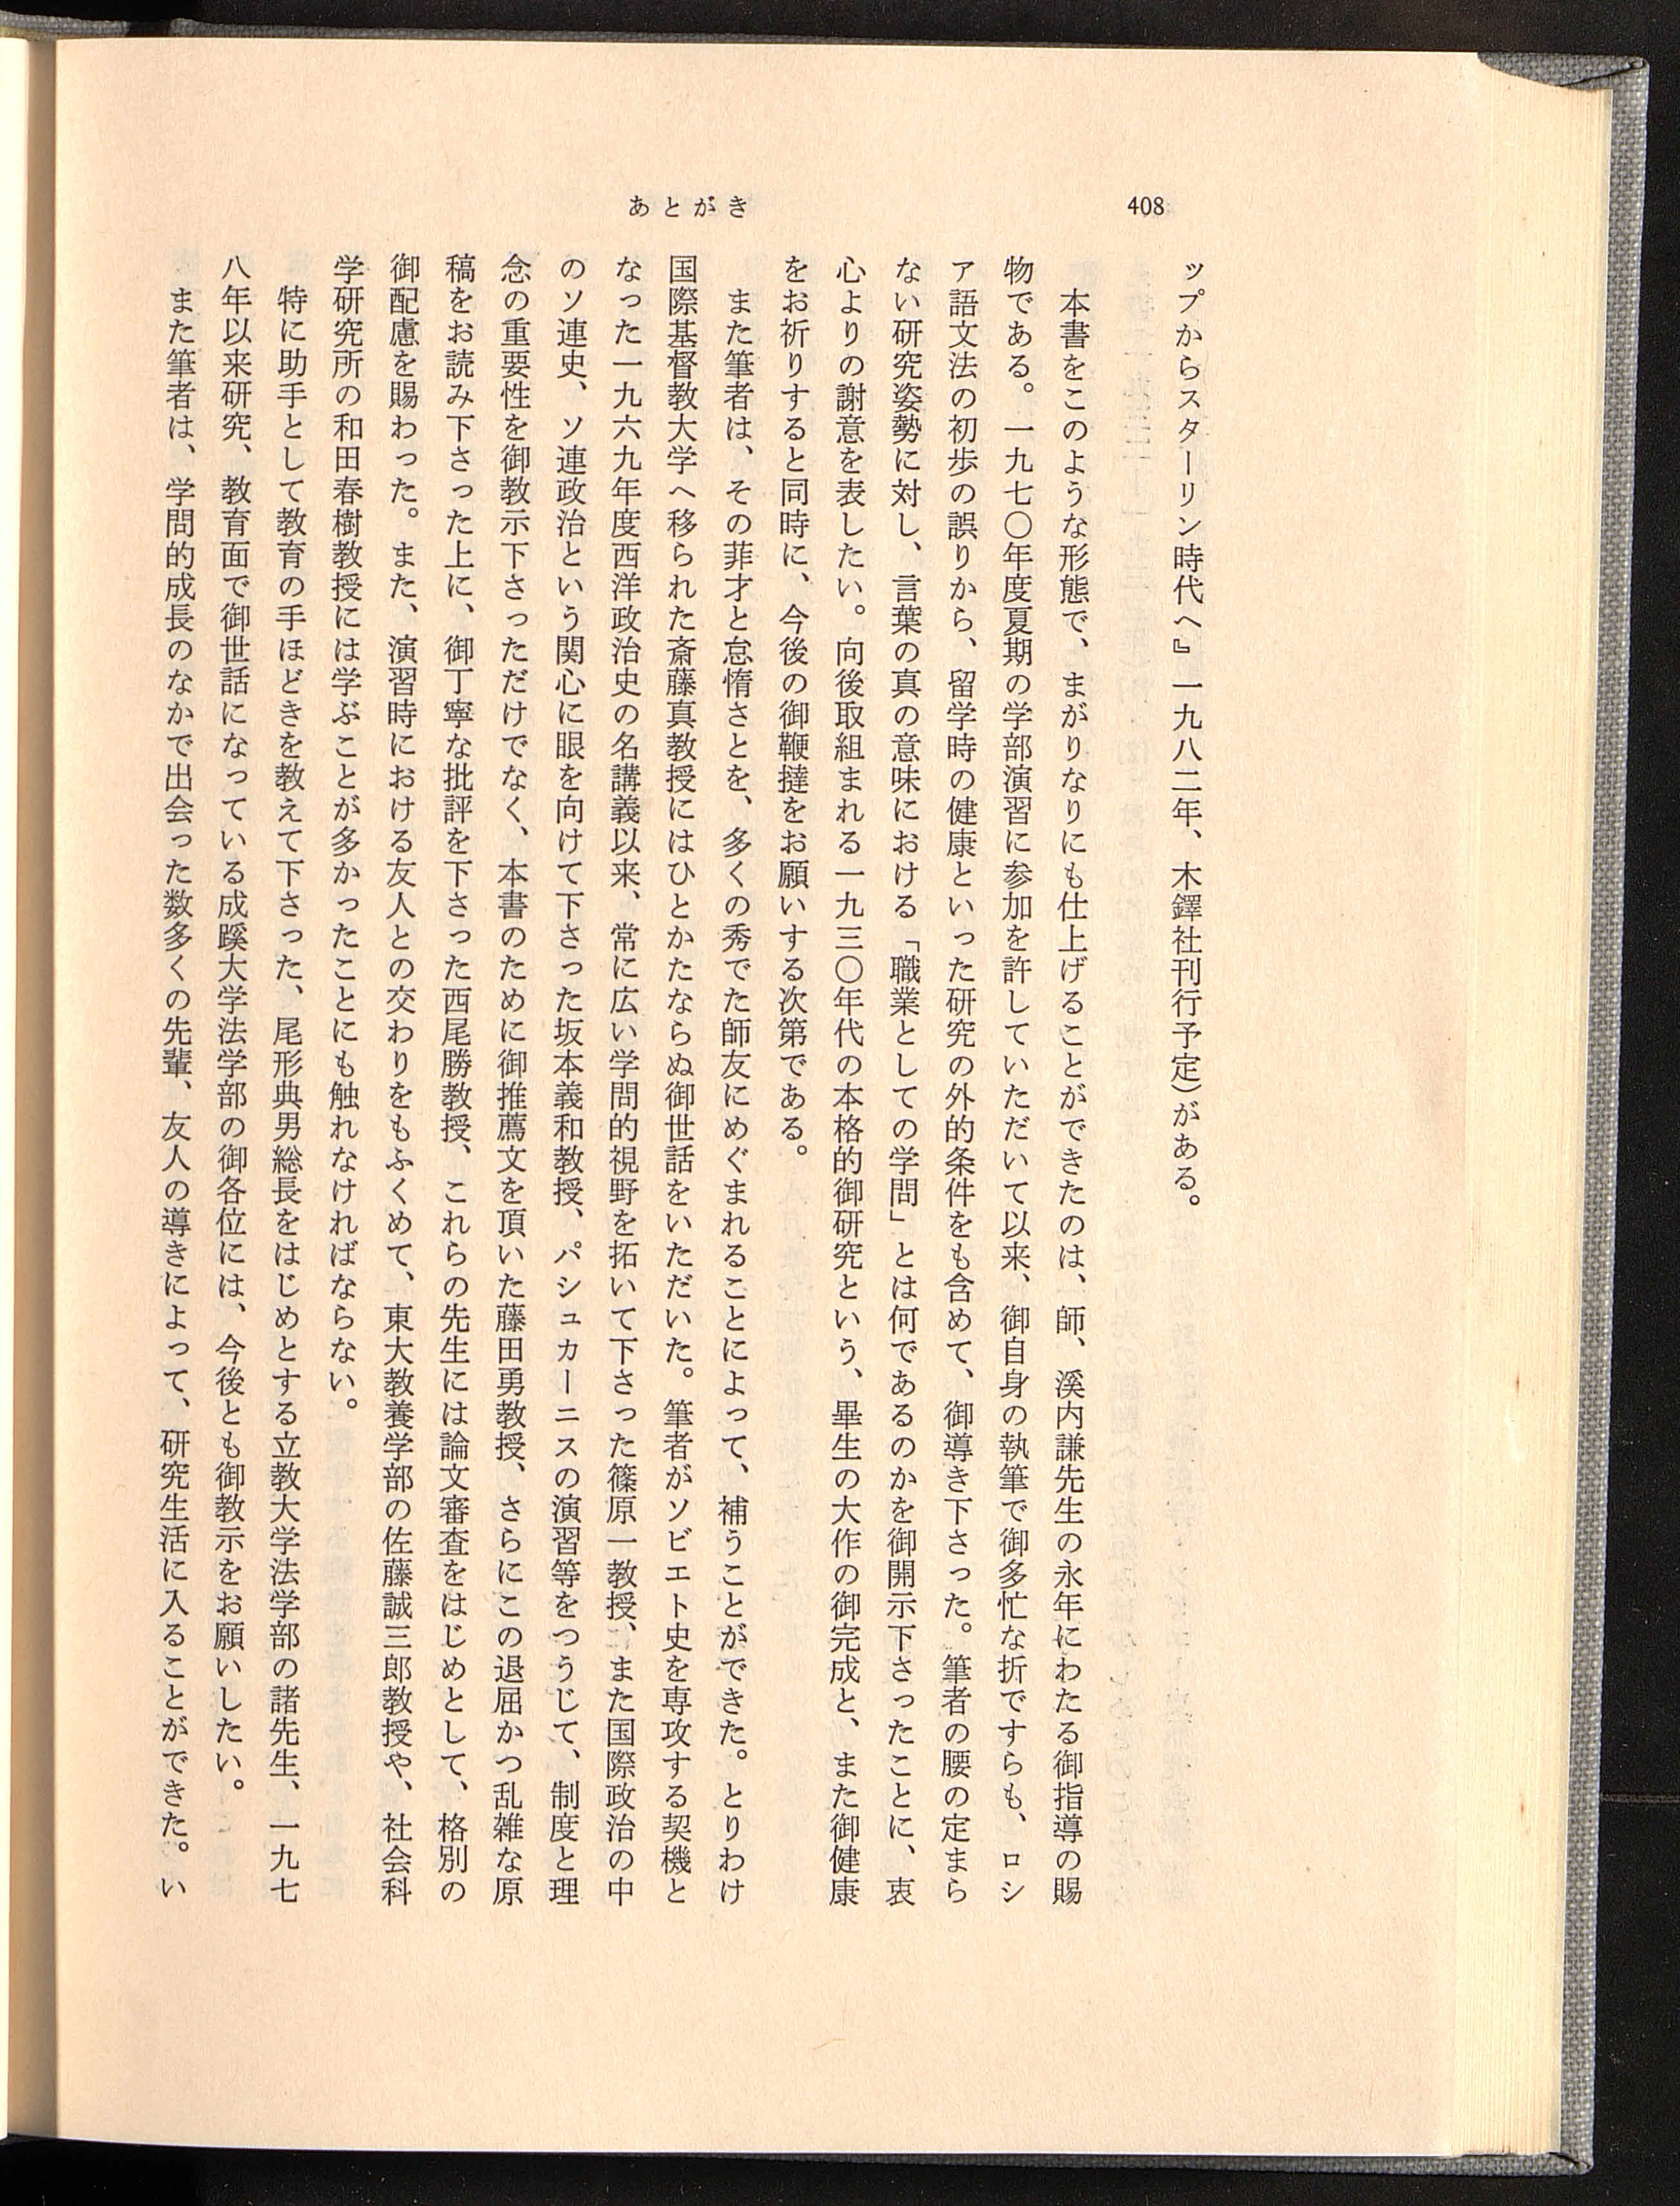 408
あとがき
ップからスターリン時代へ』一九八二年、木鐸社刊行予定）がある。
本書をこのような形態で、まがりなりにも仕上げることができたのは、師、溪内謙先生の永年にわたる御指導の賜
物である。一九七〇年度夏期の学部演習に参加を許していただいて以来、御自身の執筆で御多忙な折ですらも、ロシ
ア語文法の初歩の誤りから、留学時の健康といった研究の外的条件をも含めて、御導き下さった。筆者の腰の定まら
ない研究姿勢に対し、言葉の真の意味における「職業としての学問」とは何であるのかを御開示下さったことに、衷
心よりの謝意を表したい。向後取組まれる一九三〇年代の本格的御研究という、畢生の大作の御完成と、また御健康
をお祈りすると同時に、今後の御鞭撻をお願いする次第である。
また筆者は、その菲才と怠惰さとを、多くの秀でた師友にめぐまれることによって、補うことができた。とりわけ
国際基督教大学へ移られた斎藤真教授にはひとかたならぬ御世話をいただいた。筆者がソビエト史を専攻する契機と
なった一九六九年度西洋政治史の名講義以来、常に広い学問的視野を拓いて下さった篠原一教授、また国際政治の中
のソ連史、ソ連政治という関心に眼を向けて下さった坂本義和教授、パシュカーニスの演習等をつうじて、制度と理
念の重要性を御教示下さっただけでなく、本書のために御推薦文を頂いた藤田勇教授、さらにこの退屈かつ乱雑な原
稿をお読み下さった上に、御丁寧な批評を下さった西尾勝教授、これらの先生には論文審査をはじめとして、格別の
御配慮を賜わった。また、演習時における友人との交わりをもふくめて、東大教養学部の佐藤誠三郎教授や、社会科
学研究所の和田春樹教授には学ぶことが多かったことにも触れなければならない。
特に助手として教育の手ほどきを教えて下さった、尾形典男総長をはじめとする立教大学法学部の諸先生、一九七
八年以来研究、教育面で御世話になっている成蹊大学法学部の御各位には、今後とも御教示をお願いしたい。
また筆者は、学問的成長のなかで出会った数多くの先輩、友人の導きによって、研究生活に入ることができた。い